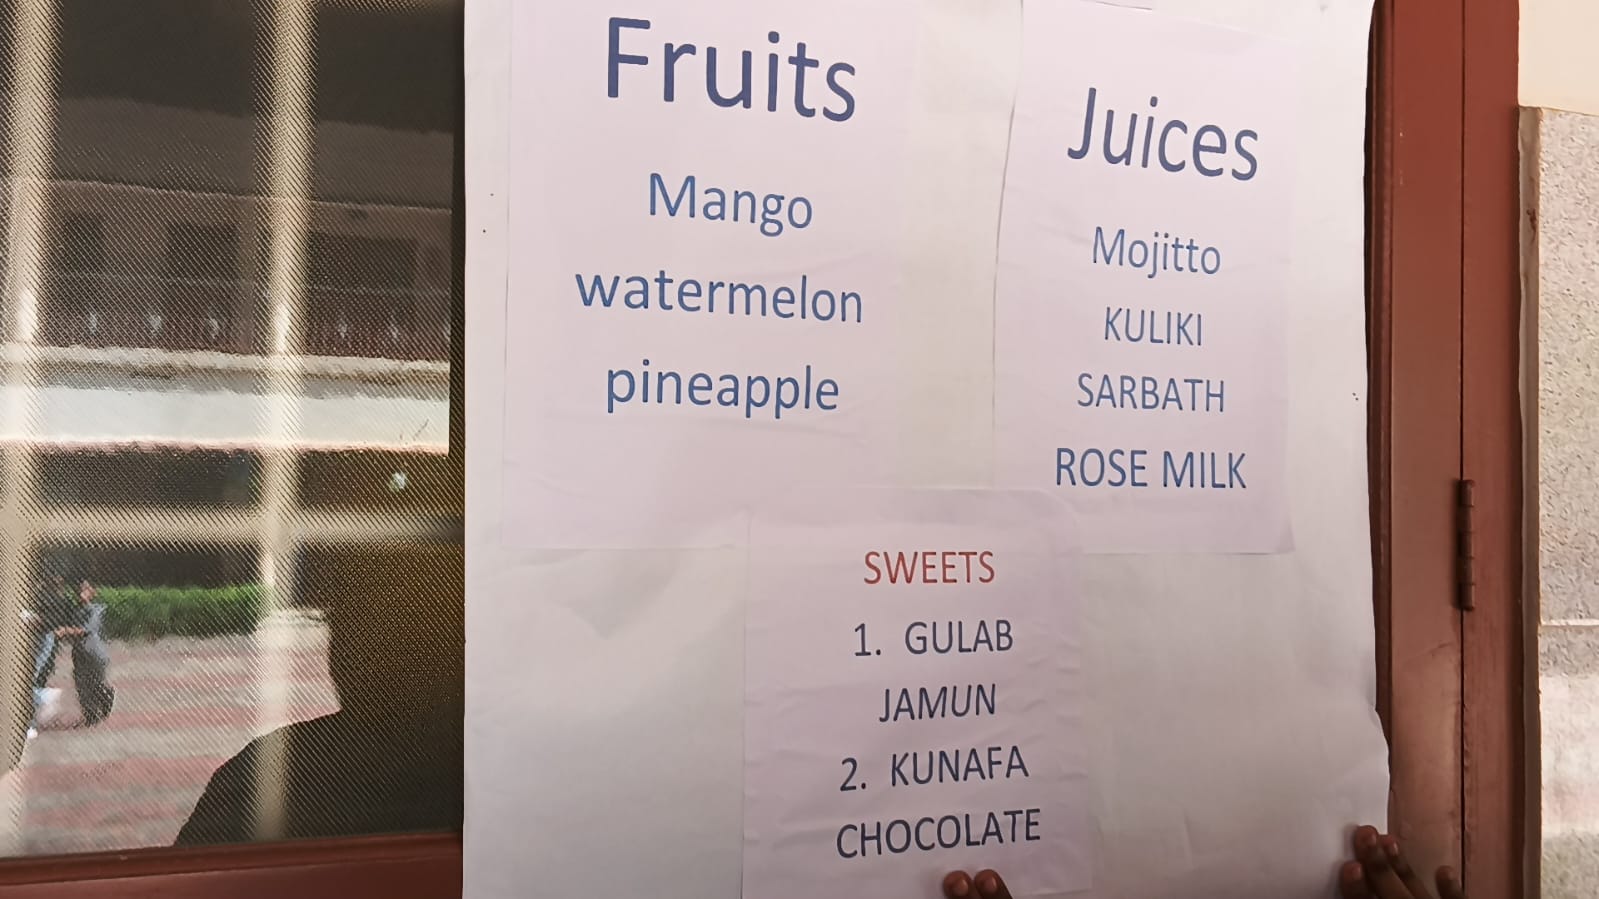 Fruits
Mango
watermelon
pineapple
Juices
Mojitto
KULIKI
SARBATH
ROSE MILK
SWEETS
1. GULAB
JAMUN
2. KUNAFA
CHOCOLATE